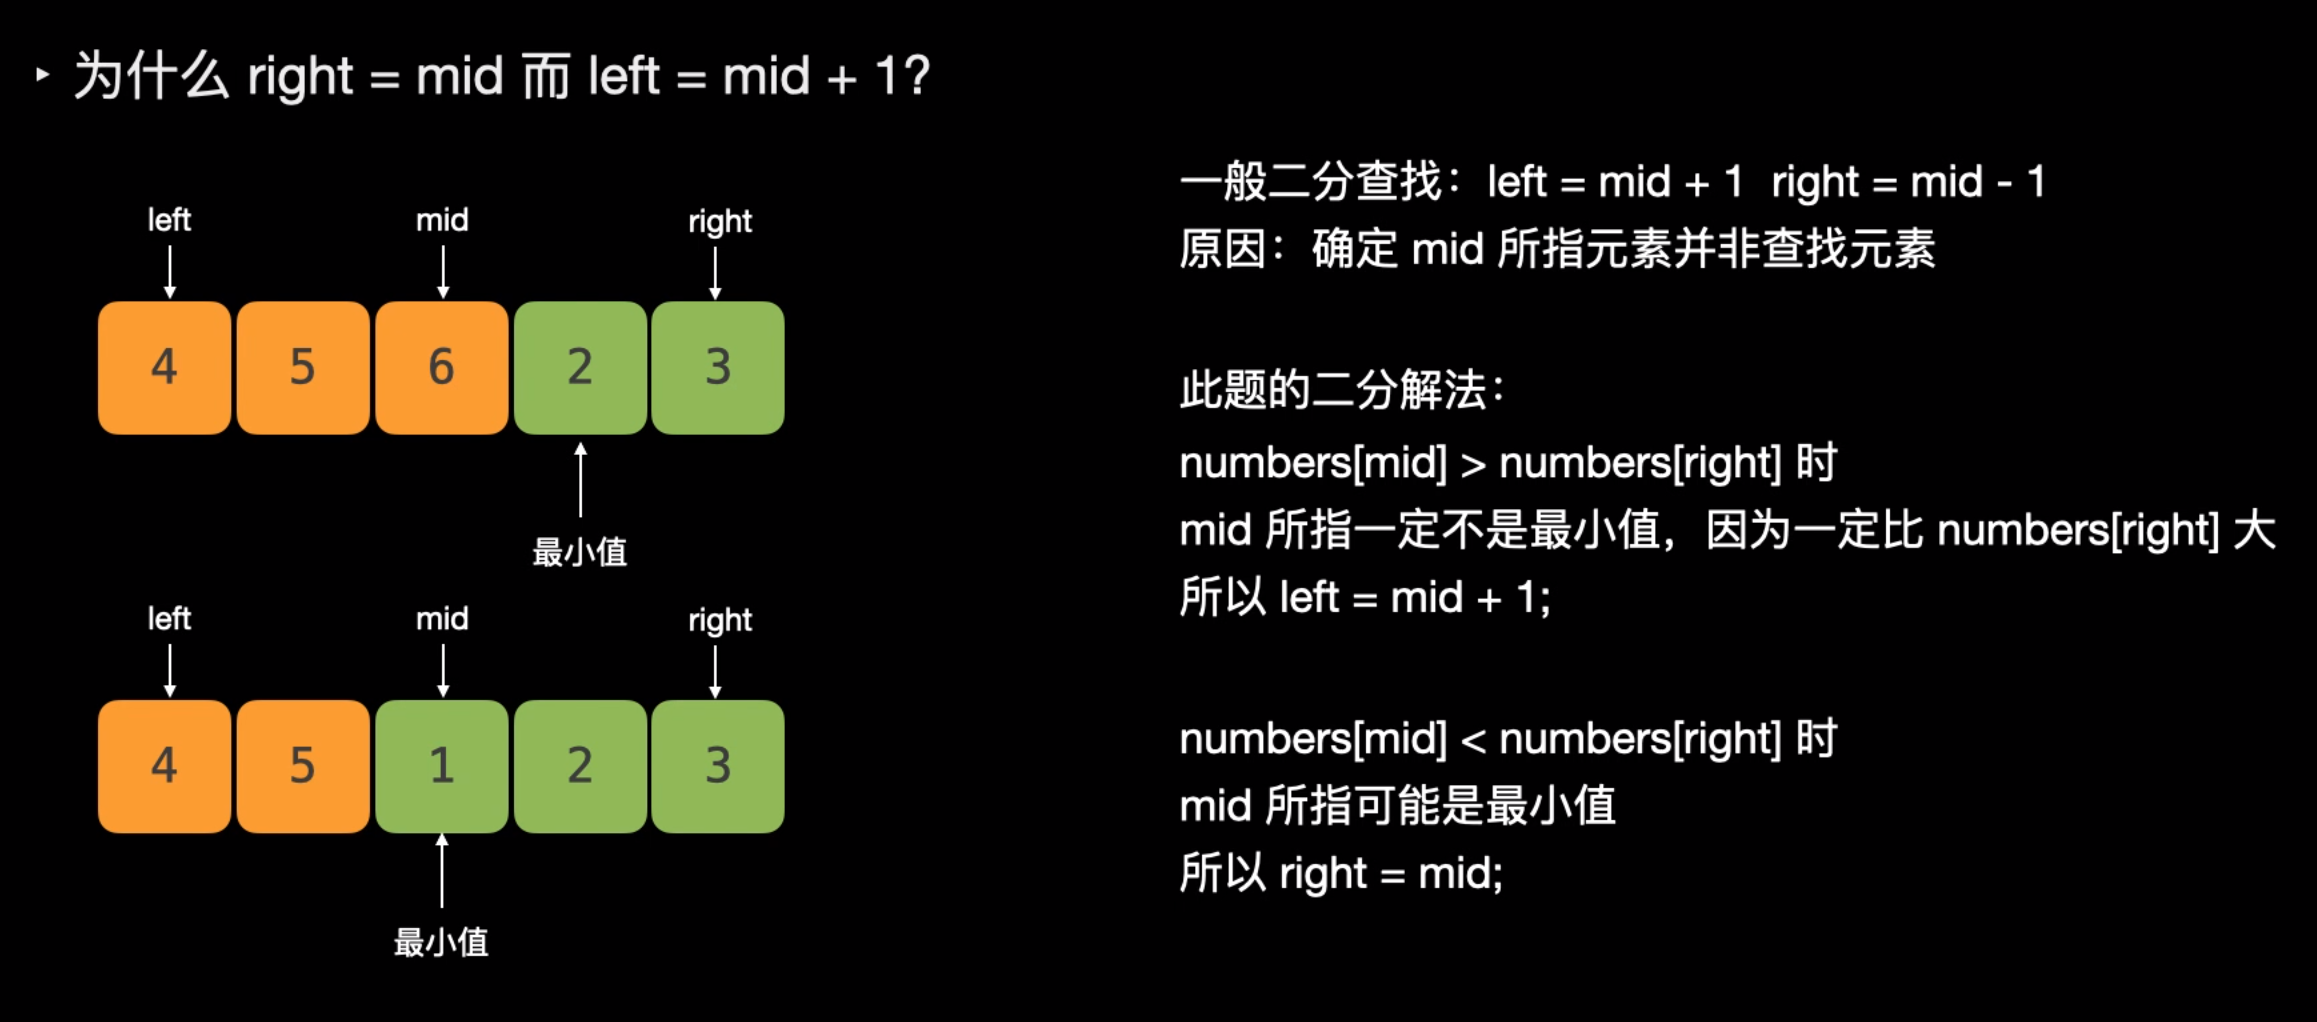 为什么 right = mid 而 left = mid + 1?
left mid right
4 5 6 2 3
最小值
left mid right
4 5 1 2 3
最小值
一般二分查找：left = mid + 1 right = mid - 1
原因：确定 mid 所指元素并非查找元素
此题的二分解法：
numbers[mid] > numbers[right] 时
mid 所指一定不是最小值，因为一定比 numbers[right] 大
所以 left = mid + 1;
numbers[mid] < numbers[right] 时
mid 所指可能是最小值
所以 right = mid;